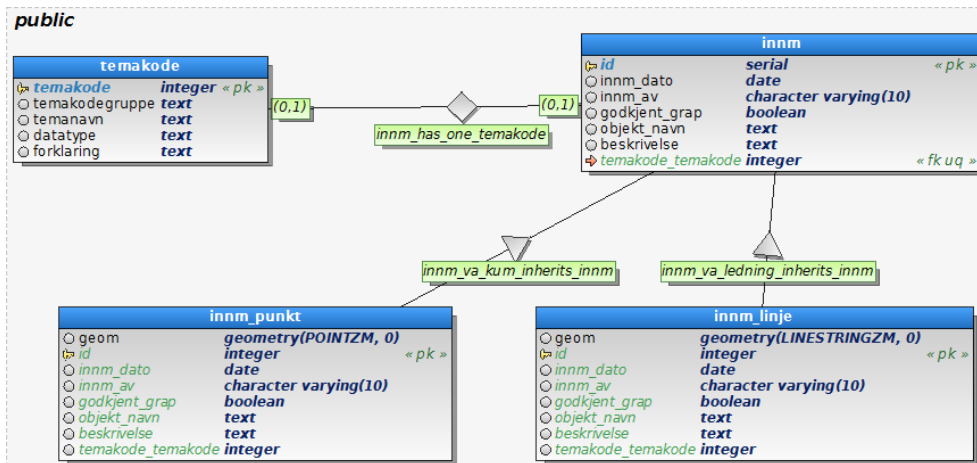 public
temakode
temakode integer « pk »
temakodegruppe text
temanavn text
datatype text
forklaring text
(0,1)
innm_has_one_temakode
(0,1)
innm
id serial « pk »
innm_dato date
innm_av character varying(10)
godkjent_grap boolean
objekt_navn text
beskrivelse text
temakode_temakode integer « fk uq »
innm_va_kum_inherits_innm
innm_va_ledning_inherits_innm
innm_punkt
geom geometry(POINTZM, 0)
id integer « pk »
innm_dato date
innm_av character varying(10)
godkjent_grap boolean
objekt_navn text
beskrivelse text
temakode_temakode integer
innm_linje
geom geometry(LINESTRINGZM, 0)
id integer « pk »
innm_dato date
innm_av character varying(10)
godkjent_grap boolean
objekt_navn text
beskrivelse text
temakode_temakode integer